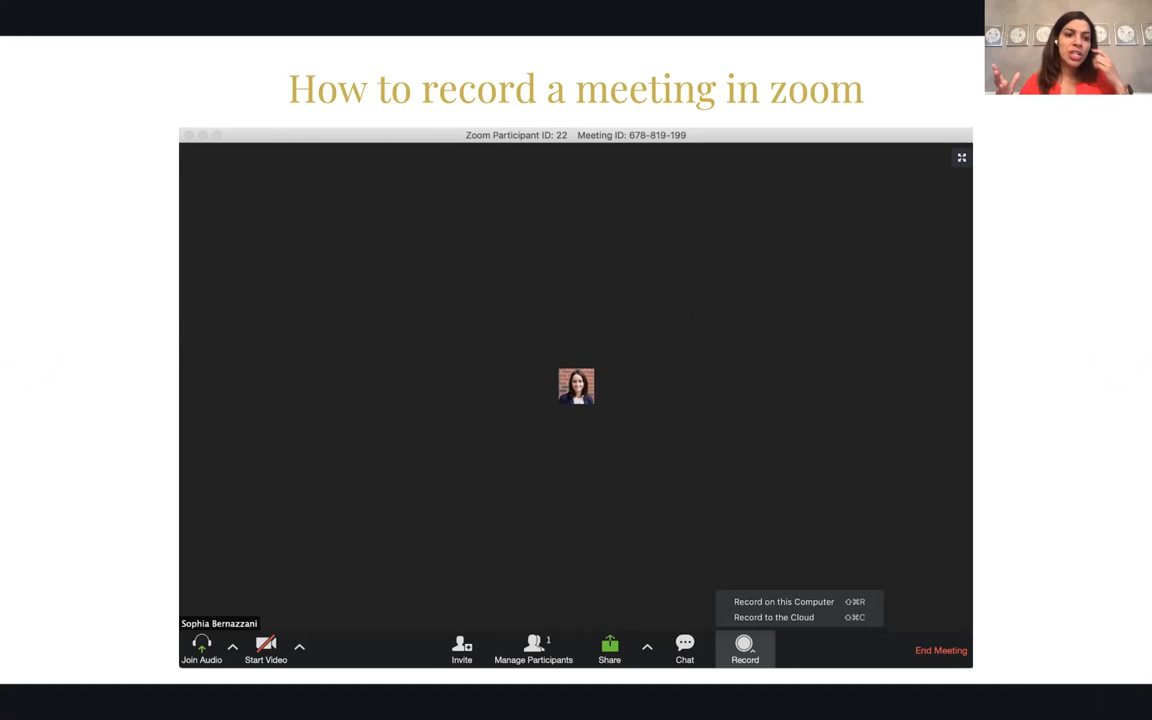 How to record a meeting in zoom
Zoom Participant ID: 22 Meeting ID: 678-819-199
Record on this Computer ⇧⌘R
Record to the Cloud ⇧⌘C
Sophia Bernazzani
Join Audio
Start Video
Invite
1
Manage Participants
Share
Chat
Record
End Meeting